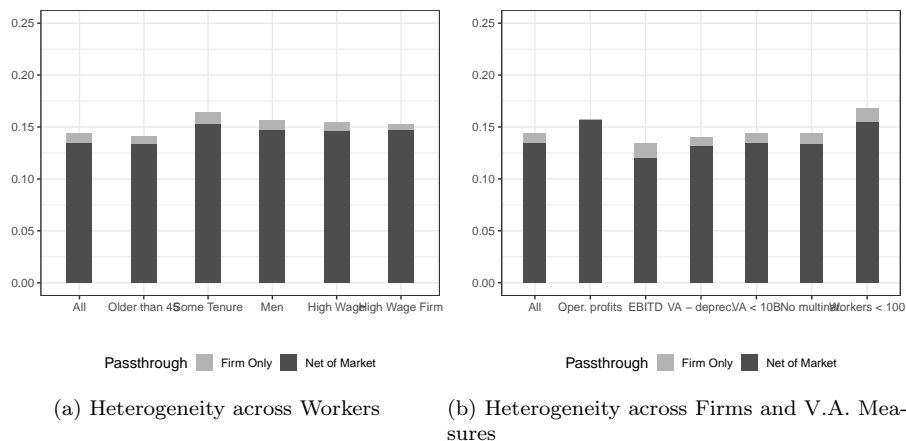 0.25
0.20
0.15
0.10
0.05
0.00
All Older than 45 Some Tenure Men High Wage High Wage Firm
Passthrough Firm Only Net of Market
(a) Heterogeneity across Workers
0.25
0.20
0.15
0.10
0.05
0.00
All Oper. profits EBITD VA − deprec. VA < 10B No multinat. Workers < 100
Passthrough Firm Only Net of Market
(b) Heterogeneity across Firms and V.A. Mea-
sures